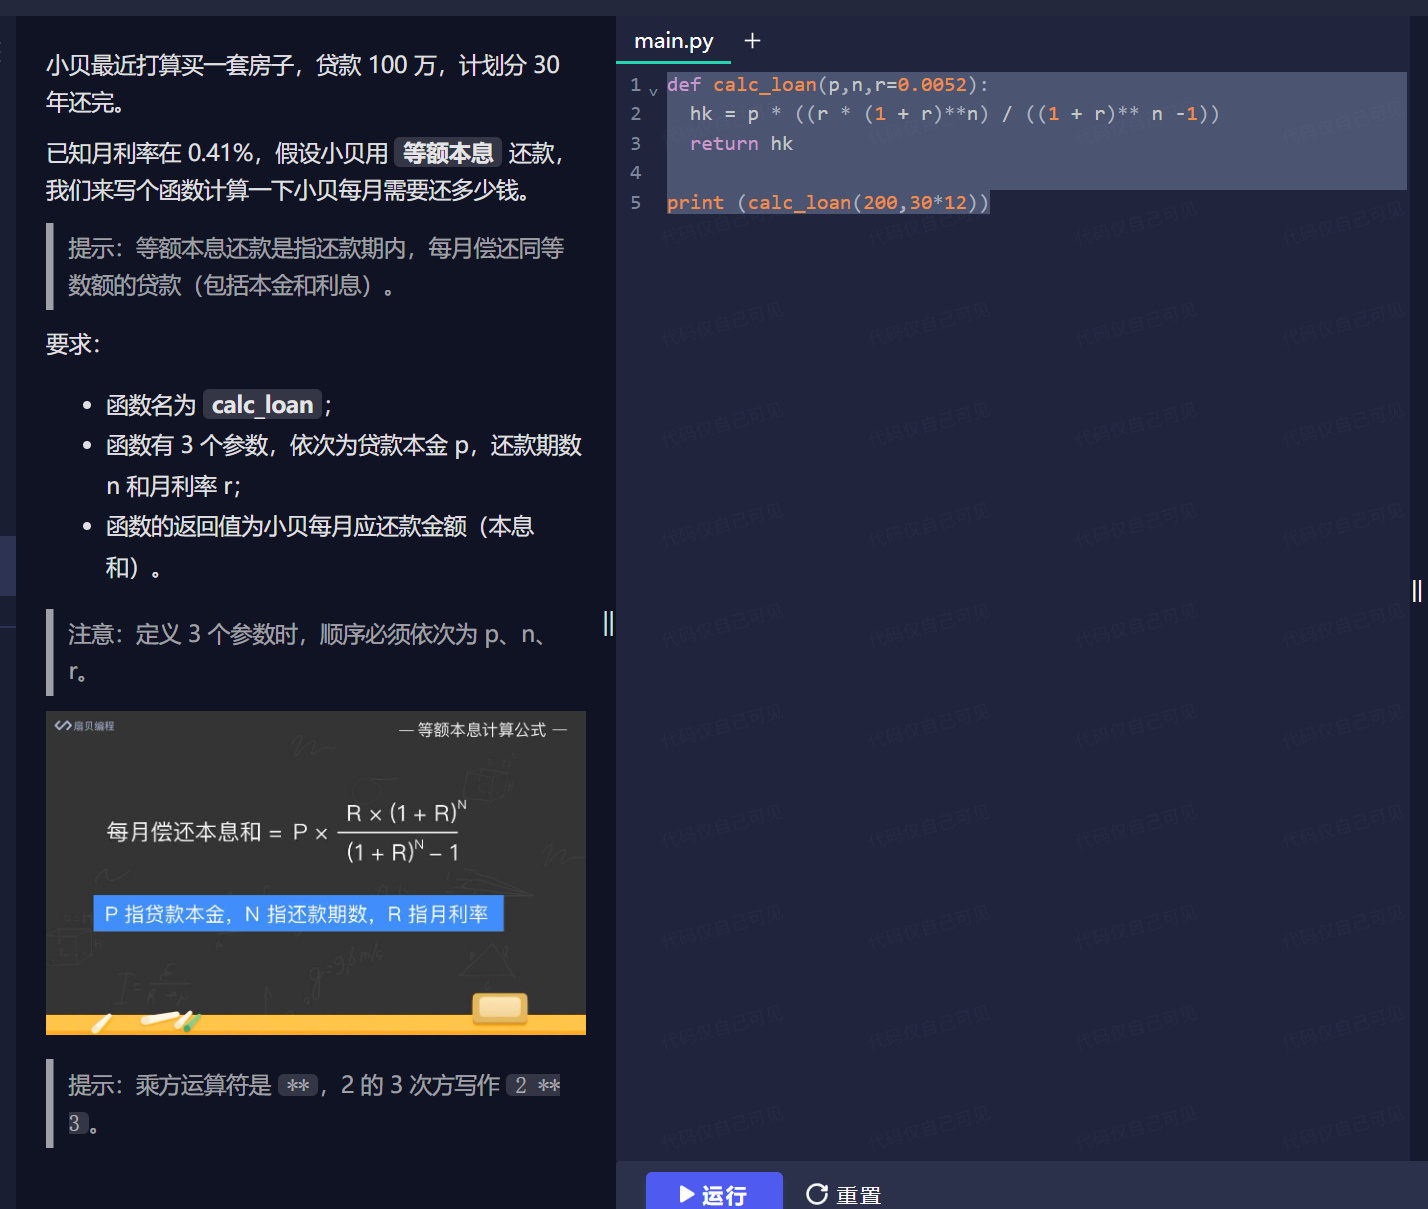 小贝最近打算买一套房子，贷款 100 万，计划分 30
年还完。
已知月利率在 0.41%，假设小贝用 等额本息 还款，
我们来写个函数计算一下小贝每月需要还多少钱。
提示：等额本息还款是指还款期内，每月偿还同等
数额的贷款（包括本金和利息）。
要求：
• 函数名为 calc_loan；
• 函数有 3 个参数，依次为贷款本金 p，还款期数
n 和月利率 r；
• 函数的返回值为小贝每月应还款金额（本息
和）。
注意：定义 3 个参数时，顺序必须依次为 p、n、
r。
扇贝编程
— 等额本息计算公式 —
每月偿还本息和 = P × R × (1 + R)^N
(1 + R)^N − 1
P 指贷款本金，N 指还款期数，R 指月利率
提示：乘方运算符是 **，2 的 3 次方写作 2 **
3。
main.py +
1 def calc_loan(p,n,r=0.0052):
2   hk = p * ((r * (1 + r)**n) / ((1 + r)** n -1))
3   return hk
4
5 print (calc_loan(200,30*12))
代码仅自己可见
运行 重置